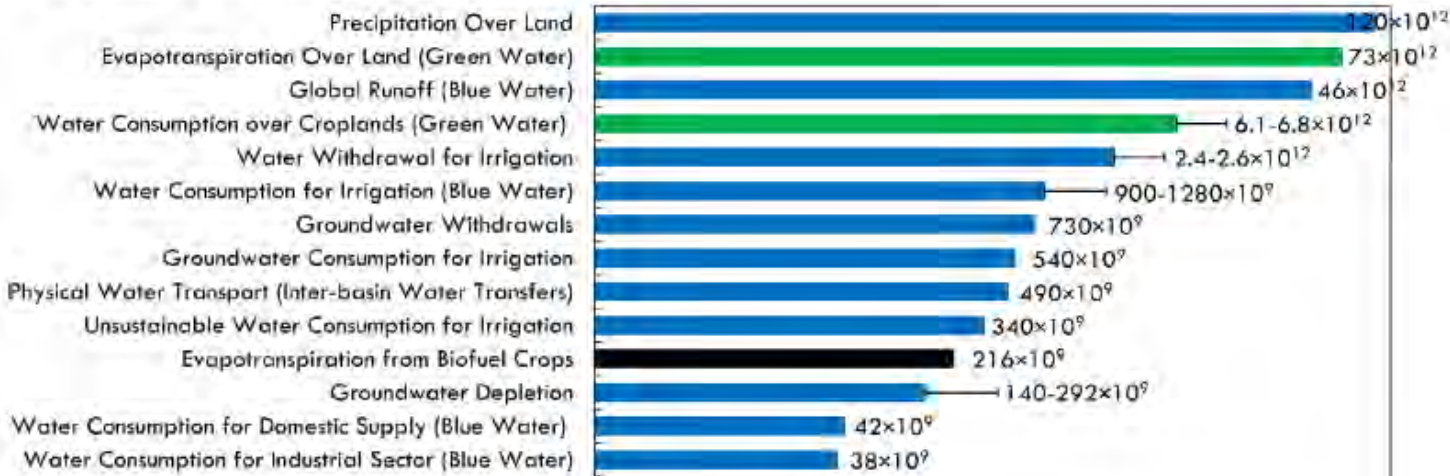 Precipitation Over Land 120×10¹²
Evapotranspiration Over Land (Green Water) 73×10¹²
Global Runoff (Blue Water) 46×10¹²
Water Consumption over Croplands (Green Water) 6.1-6.8×10¹²
Water Withdrawal for Irrigation 2.4-2.6×10¹²
Water Consumption for Irrigation (Blue Water) 900-1280×10⁹
Groundwater Withdrawals 730×10⁹
Groundwater Consumption for Irrigation 540×10⁹
Physical Water Transport (Inter-basin Water Transfers) 490×10⁹
Unsustainable Water Consumption for Irrigation 340×10⁹
Evapotranspiration from Biofuel Crops 216×10⁹
Groundwater Depletion 140-292×10⁹
Water Consumption for Domestic Supply (Blue Water) 42×10⁹
Water Consumption for Industrial Sector (Blue Water) 38×10⁹